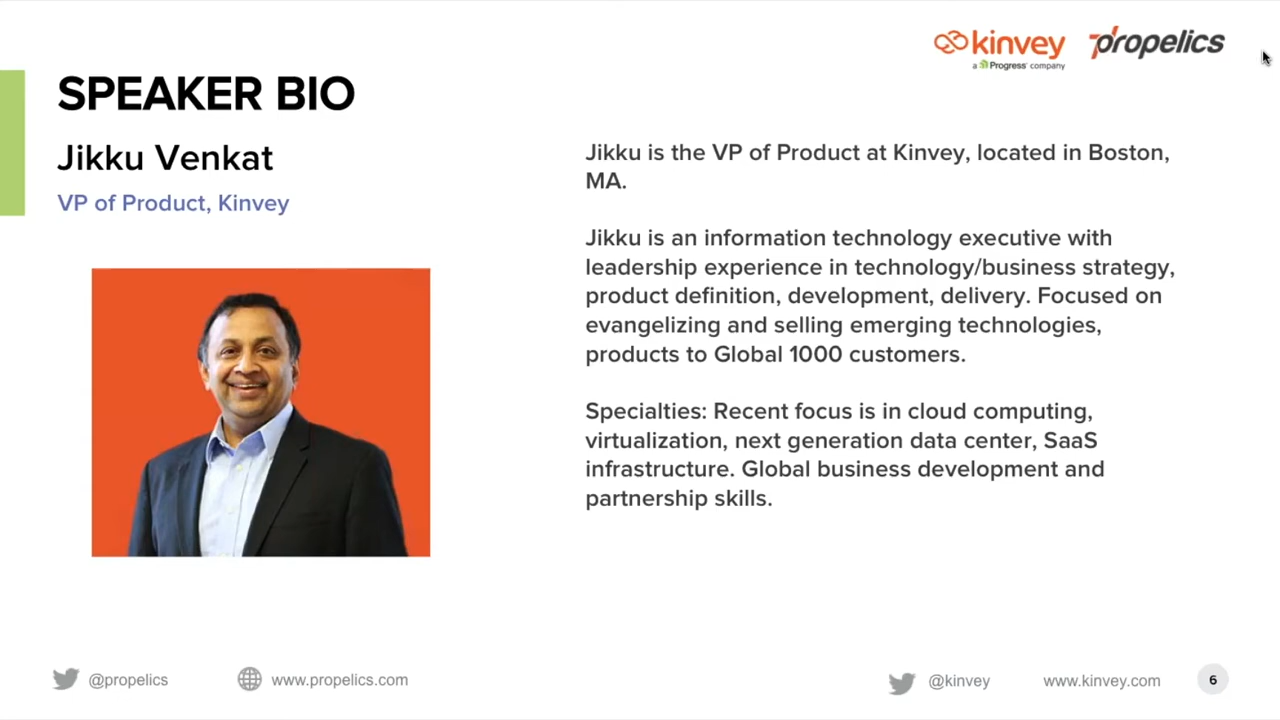 kinvey
a Progress company
propelics
SPEAKER BIO
Jikku Venkat
VP of Product, Kinvey
Jikku is the VP of Product at Kinvey, located in Boston,
MA.
Jikku is an information technology executive with
leadership experience in technology/business strategy,
product definition, development, delivery. Focused on
evangelizing and selling emerging technologies,
products to Global 1000 customers.
Specialties: Recent focus is in cloud computing,
virtualization, next generation data center, SaaS
infrastructure. Global business development and
partnership skills.
@propelics
www.propelics.com
@kinvey
www.kinvey.com
6